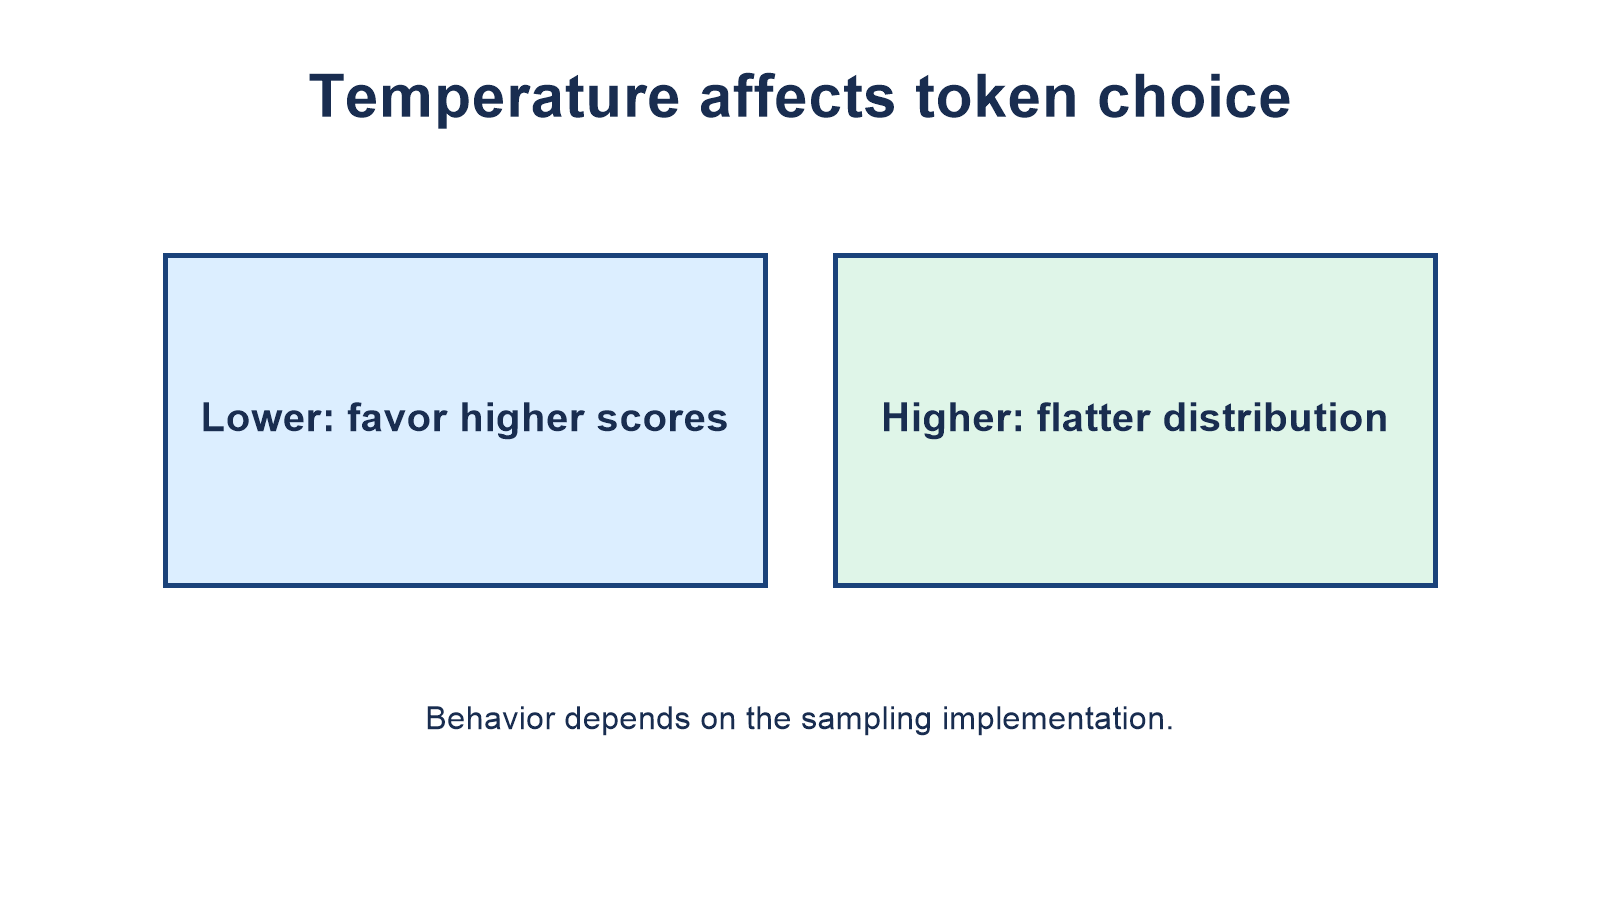 Temperature affects token choice
Lower: favor higher scores
Higher: flatter distribution
Behavior depends on the sampling implementation.